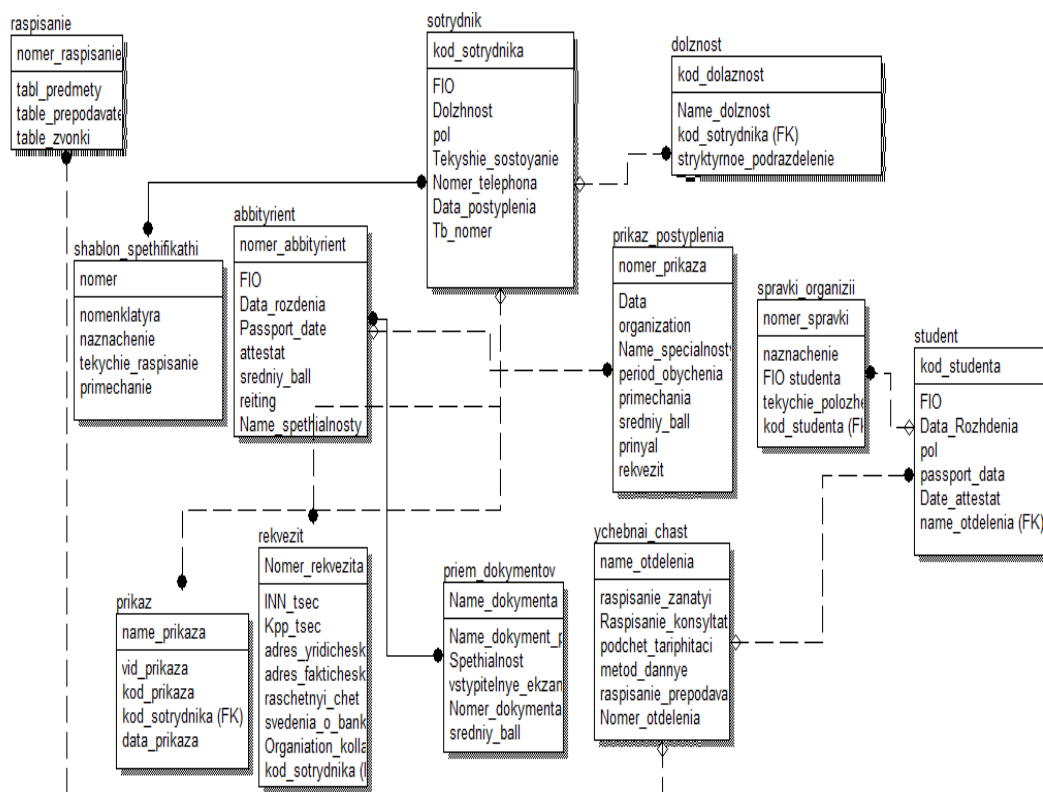 raspisanie
nomer_raspisanie
tabl_predmety
table_prepodavate
table_zvonki
sotrydnik
kod_sotrydnika
FIO
Dolzhnost
pol
Tekyshie_sostoyanie
Nomer_telephona
Data_postyplenia
Tb_nomer
dolznost
kod_dolaznost
Name_dolznost
kod_sotrydnika (FK)
stryktyrnoe_podrazdelenie
shablon_spethifikathi
nomer
nomenklatyra
naznachenie
tekychie_raspisanie
primechanie
abbityrient
nomer_abbityrient
FIO
Data_rozdenia
Passport_date
attestat
sredniy_ball
reiting
Name_spethialnosty
prikaz_postyplenia
nomer_prikaza
Data
organization
Name_specialnosty
period_obychenia
primechania
sredniy_ball
prinyal
rekvezit
spravki_organizii
nomer_spravki
naznachenie
FIO studenta
tekychie_polozhe
kod_studenta (FK
student
kod_studenta
FIO
Data_Rozhdenia
pol
passport_data
Date_attestat
name_otdelenia (FK)
prikaz
name_prikaza
vid_prikaza
kod_prikaza
kod_sotrydnika (FK)
data_prikaza
rekvezit
Nomer_rekvezita
INN_tsec
Kpp_tsec
adres_yridichesk
adres_faktichesk
raschetnyi_chet
svedenia_o_bank
Organiation_kolla
kod_sotrydnika (
priem_dokymentov
Name_dokymenta
Name_dokyment_p
Spethialnost
vstypitelnye_ekzan
Nomer_dokymenta
sredniy_ball
ychebnai_chast
name_otdelenia
raspisanie_zanatyi
Raspisanie_konsyltat
podchet_tariphitaci
metod_dannye
raspisanie_prepodava
Nomer_otdelenia